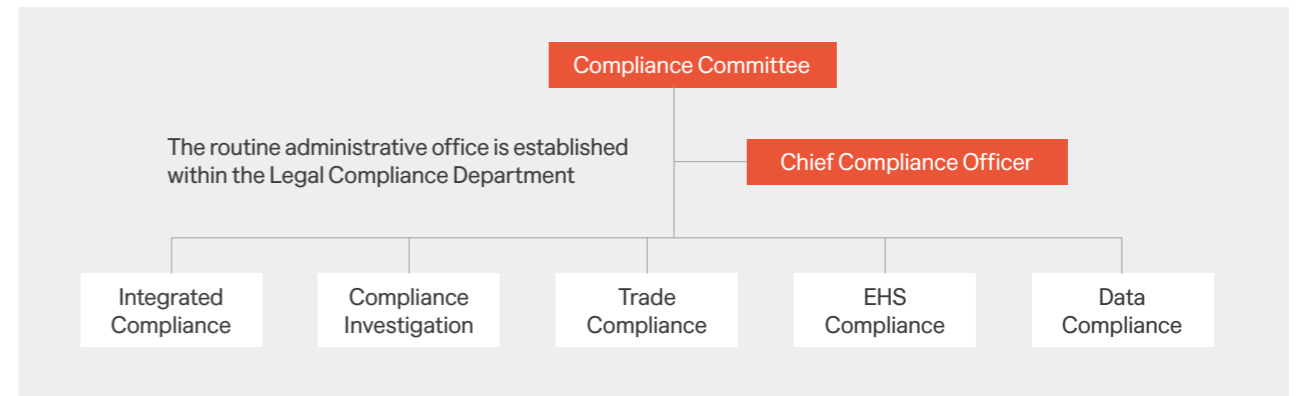 Compliance Committee
The routine administrative office is established
within the Legal Compliance Department
Chief Compliance Officer
Integrated
Compliance
Compliance
Investigation
Trade
Compliance
EHS
Compliance
Data
Compliance